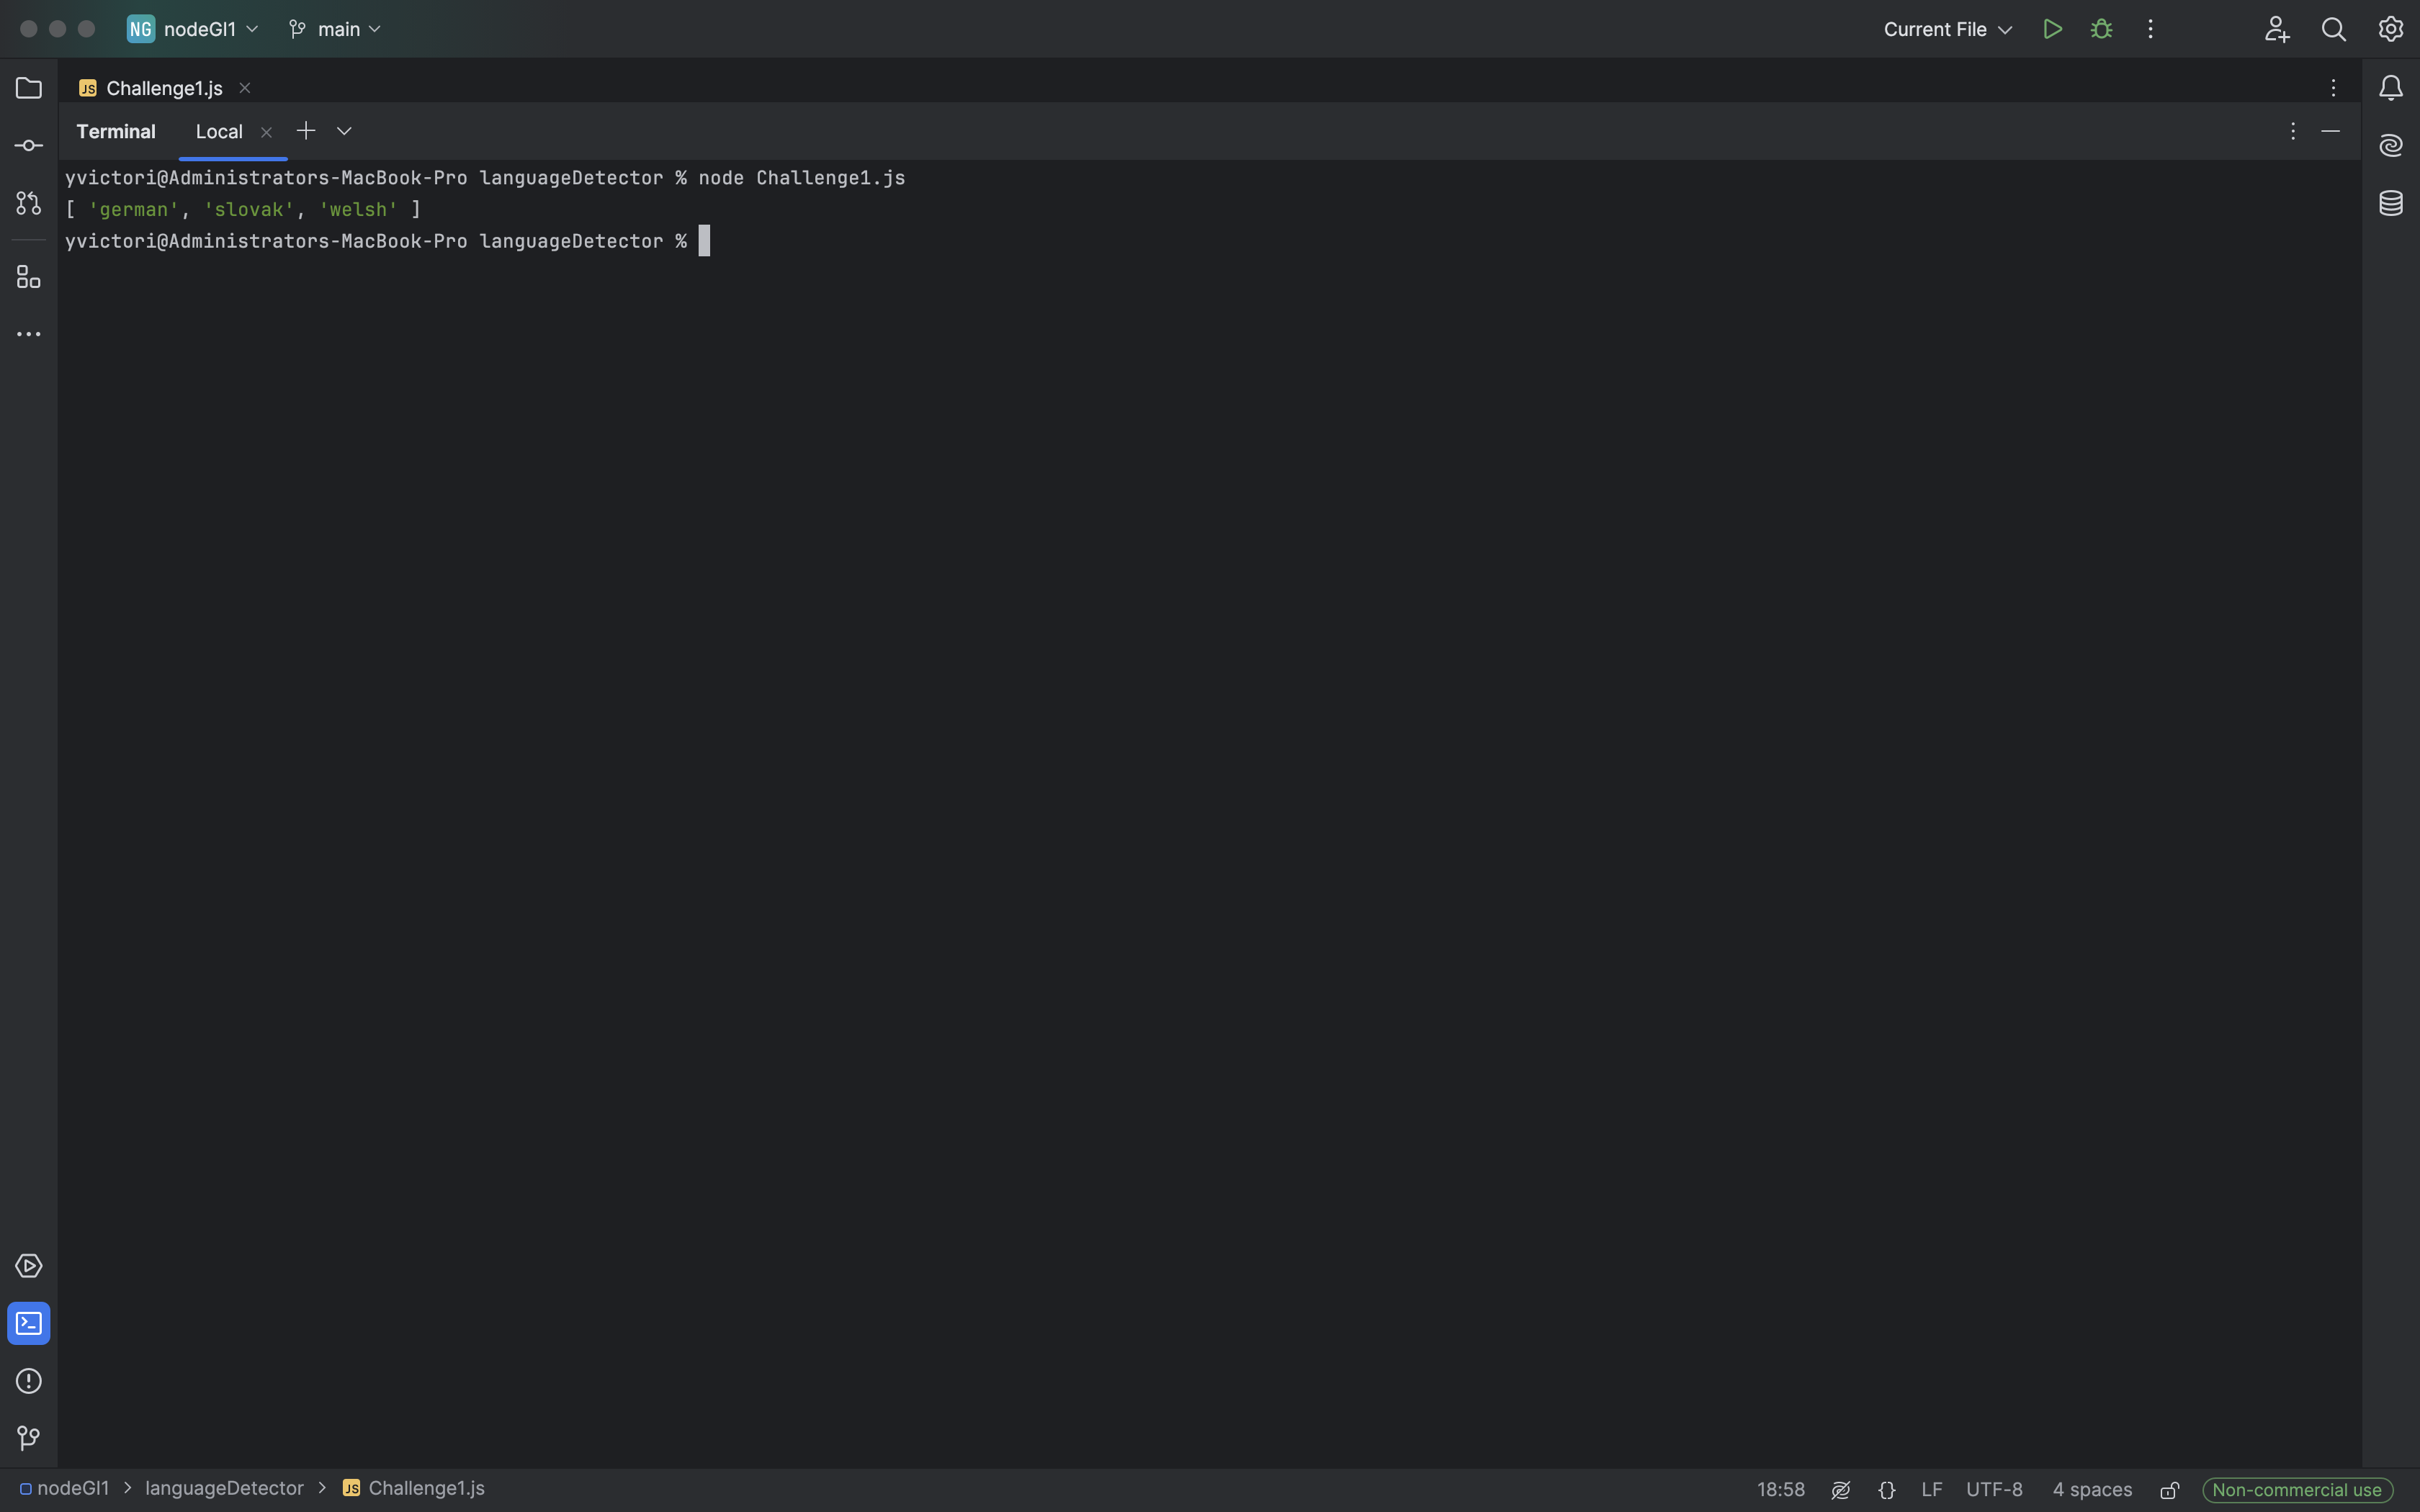 NG nodeGI1 main Current File
JS Challenge1.js
Terminal Local
yvictori@Administrators-MacBook-Pro languageDetector % node Challenge1.js
[ 'german', 'slovak', 'welsh' ]
yvictori@Administrators-MacBook-Pro languageDetector %
nodeGI1 > languageDetector > JS Challenge1.js 18:58 {} LF UTF-8 4 spaces Non-commercial use